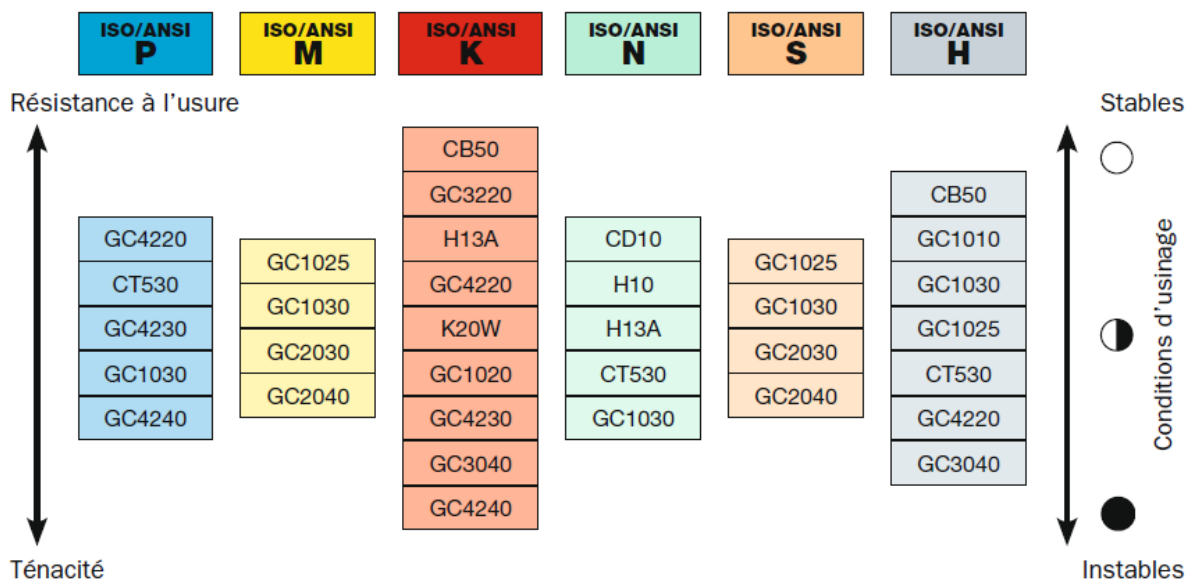 ISO/ANSI
P
ISO/ANSI
M
ISO/ANSI
K
ISO/ANSI
N
ISO/ANSI
S
ISO/ANSI
H
Résistance à l'usure
Stables
GC4220
CT530
GC4230
GC1030
GC4240
GC1025
GC1030
GC2030
GC2040
CB50
GC3220
H13A
GC4220
K20W
GC1020
GC4230
GC3040
GC4240
CD10
H10
H13A
CT530
GC1030
GC1025
GC1030
GC2030
GC2040
CB50
GC1010
GC1030
GC1025
CT530
GC4220
GC3040
Conditions d'usinage
Ténacité
Instables